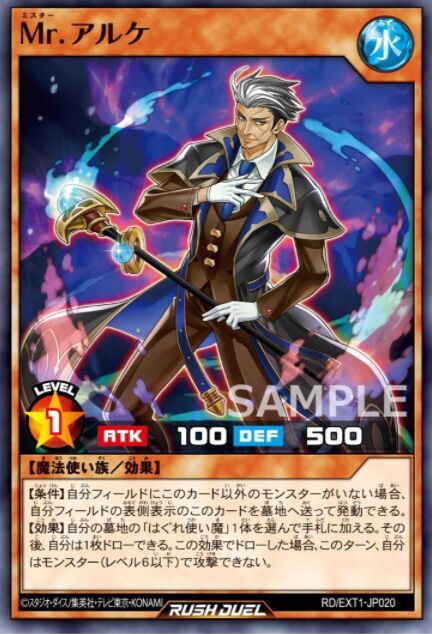 ミスター
Mr.アルケ
みず
水
SAMPLE
LEVEL
1
ATK 100 DEF 500
【魔法使い族／効果】
【条件】自分フィールドにこのカード以外のモンスターがいない場合、
自分フィールドの表側表示のこのカードを墓地へ送って発動できる。
【効果】自分の墓地の「はぐれ使い魔」1体を選んで手札に加える。その
後、自分は1枚ドローできる。この効果でドローした場合、このターン、自分
はモンスター(レベル6以下)で攻撃できない。
©スタジオ・ダイス/集英社・テレビ東京・KONAMI
RUSH DUEL
RD/EXT1-JP020